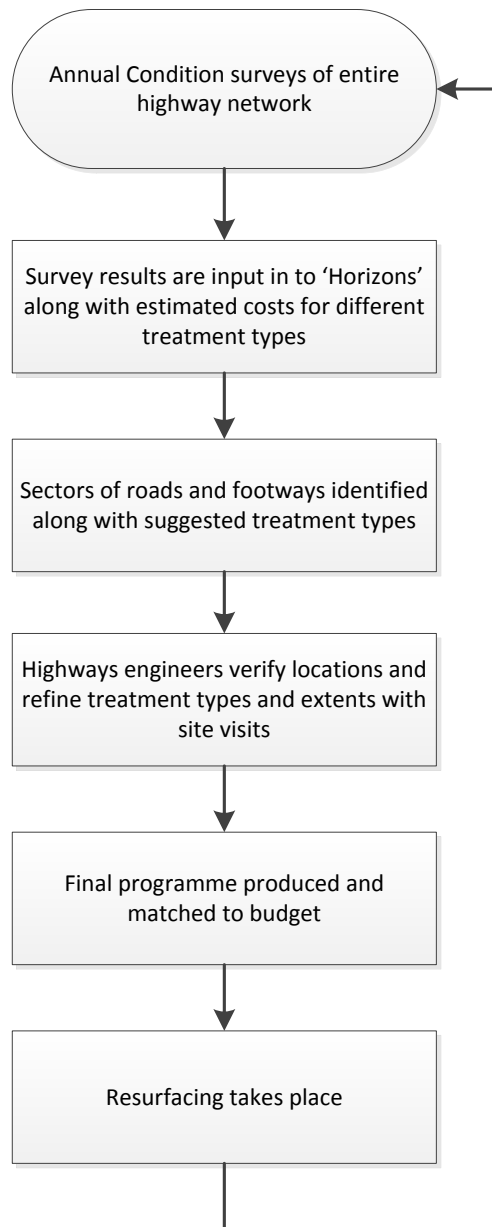 Annual Condition surveys of entire
highway network
Survey results are input in to ‘Horizons’
along with estimated costs for different
treatment types
Sectors of roads and footways identified
along with suggested treatment types
Highways engineers verify locations and
refine treatment types and extents with
site visits
Final programme produced and
matched to budget
Resurfacing takes place